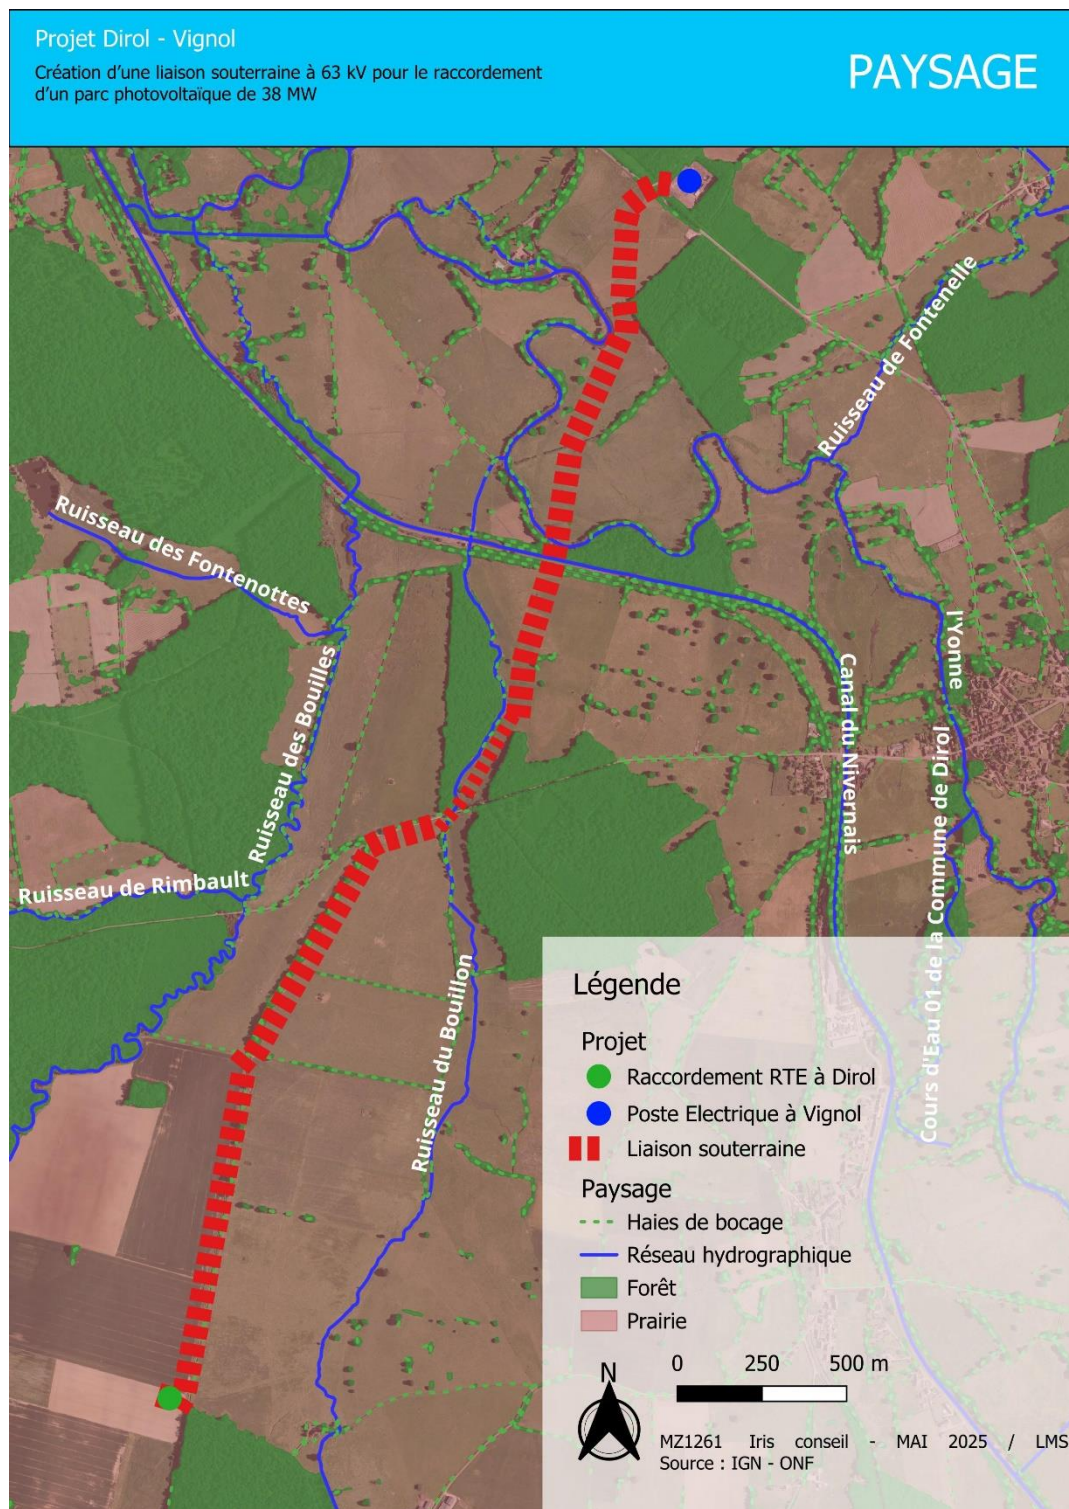 Projet Dirol - Vignol
Création d'une liaison souterraine à 63 kV pour le raccordement
d'un parc photovoltaïque de 38 MW
PAYSAGE
Ruisseau de Fontenelle
Ruisseau des Fontenottes
l'Yonne
Ruisseau des Bouilles
Canal du Nivernais
Cours d'Eau 01 de la Commune de Dirol
Ruisseau de Rimbault
Ruisseau du Bouillon
Légende
Projet
Raccordement RTE à Dirol
Poste Electrique à Vignol
Liaison souterraine
Paysage
Haies de bocage
Réseau hydrographique
Forêt
Prairie
N
0 250 500 m
MZ1261 Iris conseil - MAI 2025 / LMS
Source : IGN - ONF